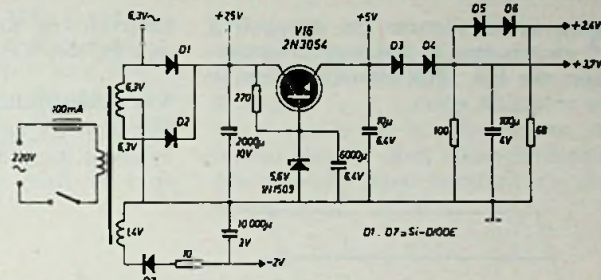 6,3V~
+25V
V16
2N3054
+5V
D5 D6
+2,4V
D1
D3 D4
+3,7V
6,3V
270
100mA
D2
2000µ
10V
10µ
6,4V
100
100µ
4V
68
6,3V
220V
~
5,6V
6000µ
6,4V
1,4V
10 000µ
3V
D1..D7=Si-DIODE
10
-2V